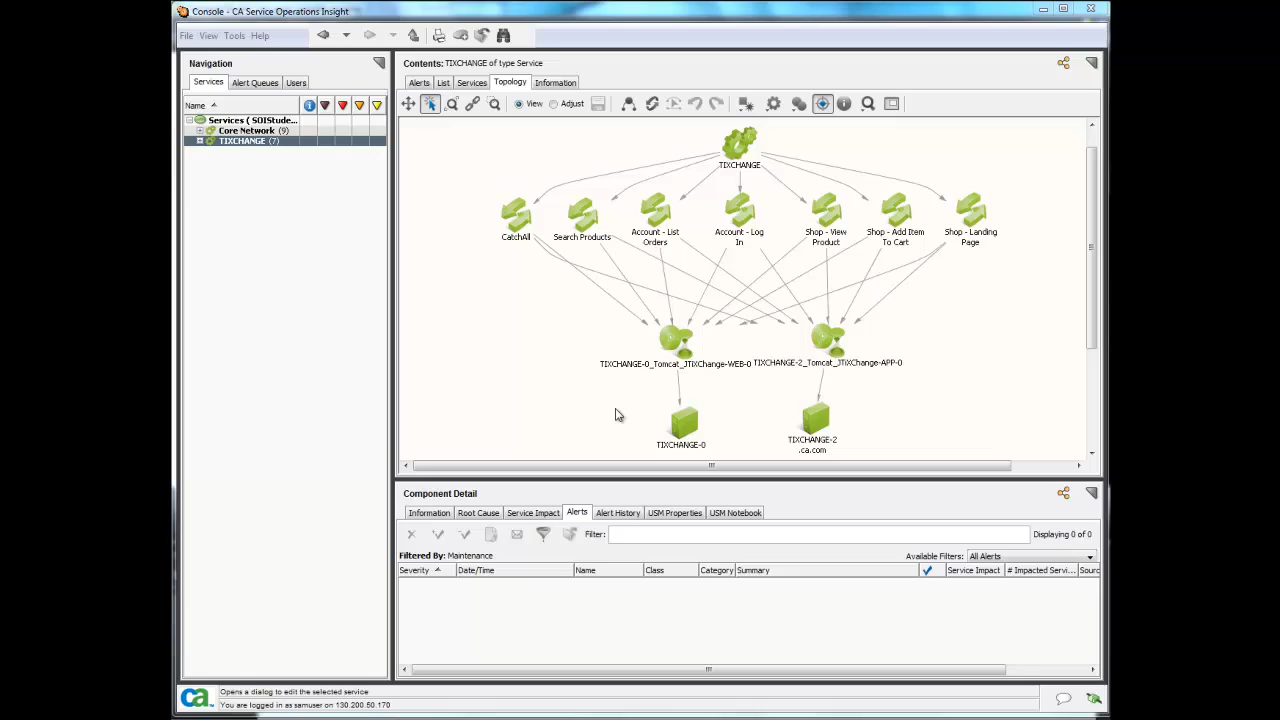 Console - CA Service Operations Insight
File View Tools Help
Navigation
Services Alert Queues Users
Name
Services ( SOIStude...
Core Network (9)
TIXCHANGE (7)
Contents: TIXCHANGE of type Service
Alerts List Services Topology Information
View Adjust
TIXCHANGE
CatchAll
Search Products
Account - List
Orders
Account - Log
In
Shop - View
Product
Shop - Add Item
To Cart
Shop - Landing
Page
TIXCHANGE-0_Tomcat_JTiXChange-WEB-0
TIXCHANGE-2_Tomcat_JTiXChange-APP-0
TIXCHANGE-0
TIXCHANGE-2
.ca.com
Component Detail
Information Root Cause Service Impact Alerts Alert History USM Properties USM Notebook
Filter: Displaying 0 of 0
Filtered By: Maintenance
Available Filters: All Alerts
Severity Date/Time Name Class Category Summary Service Impact # Impacted Servi... Sourc
ca
Opens a dialog to edit the selected service
You are logged in as samuser on 130.200.50.170